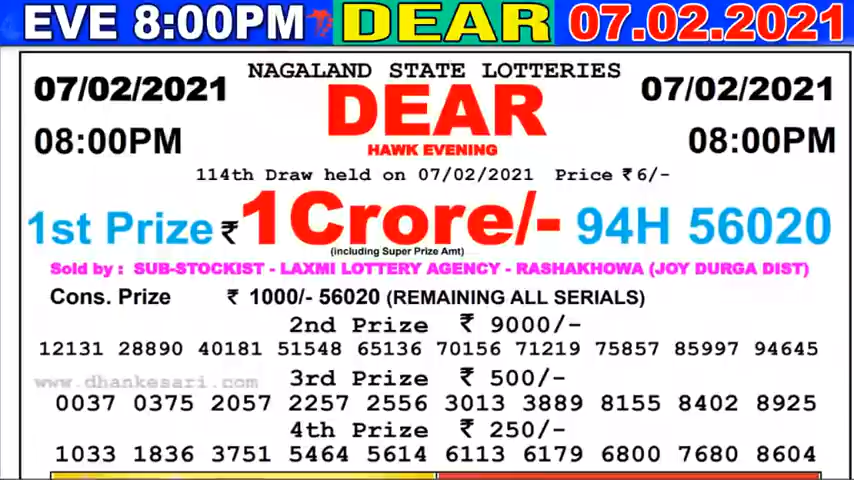 EVE 8:00PM DEAR 07.02.2021
NAGALAND STATE LOTTERIES
07/02/2021 DEAR 07/02/2021
08:00PM HAWK EVENING 08:00PM
114th Draw held on 07/02/2021 Price ₹ 6/-
1st Prize ₹ 1Crore/- 94H 56020
(including Super Prize Amt)
Sold by : SUB-STOCKIST - LAXMI LOTTERY AGENCY - RASHAKHOWA (JOY DURGA DIST)
Cons. Prize ₹ 1000/- 56020 (REMAINING ALL SERIALS)
2nd Prize ₹ 9000/-
12131 28890 40181 51548 65136 70156 71219 75857 85997 94645
www.dhankesari.com
3rd Prize ₹ 500/-
0037 0375 2057 2257 2556 3013 3889 8155 8402 8925
4th Prize ₹ 250/-
1033 1836 3751 5464 5614 6113 6179 6800 7680 8604